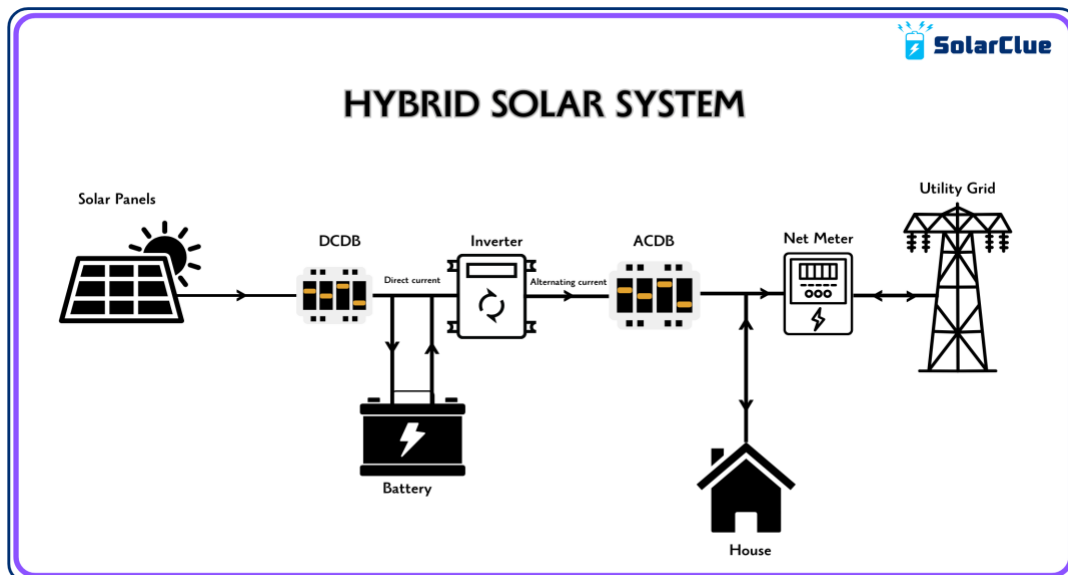 SolarClue
HYBRID SOLAR SYSTEM
Utility Grid
Solar Panels
DCDB
Inverter
ACDB
Net Meter
Direct current
Alternating current
Battery
House